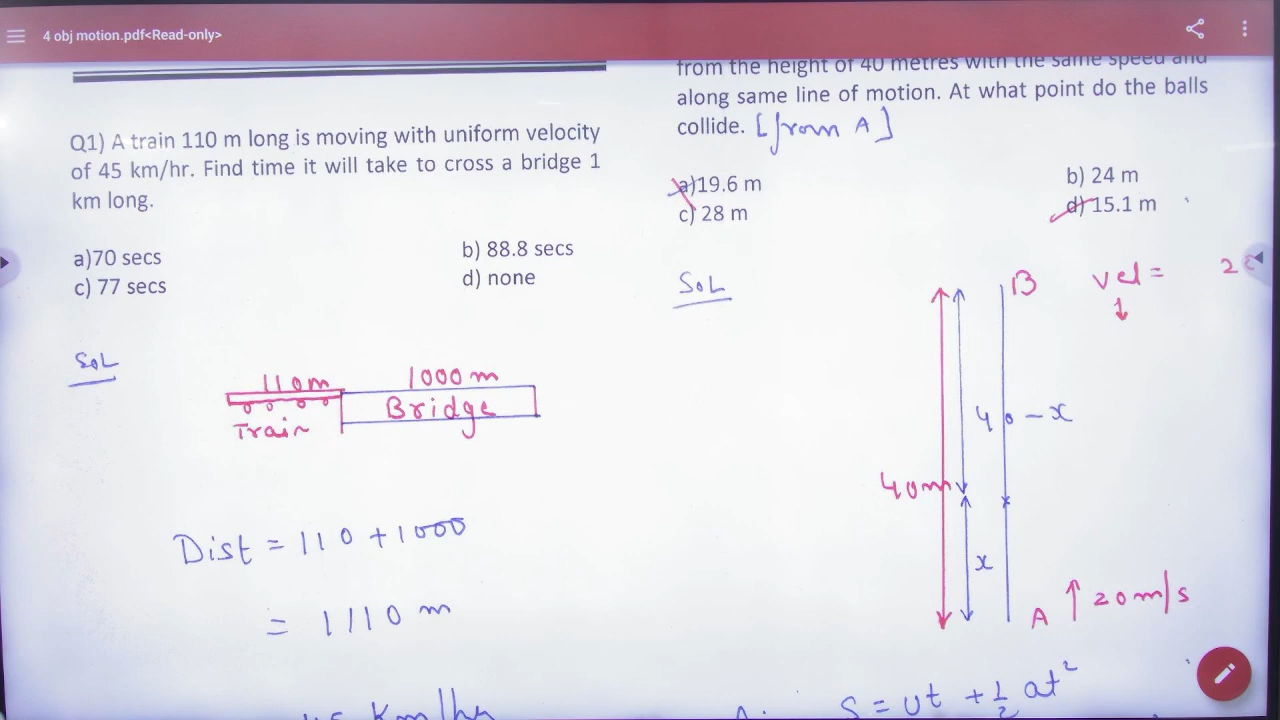 4 obj motion.pdf<Read-only>
Q1) A train 110 m long is moving with uniform velocity
of 45 km/hr. Find time it will take to cross a bridge 1
km long.
a)70 secs
b) 88.8 secs
c) 77 secs
d) none
SOL
110m
1000 m
Bridge
Train
Dist = 110 + 1000
= 1110 m
45 Km/hr
from the height of 40 metres with the same speed and
along same line of motion. At what point do the balls
collide. [from A]
a)19.6 m
b) 24 m
c) 28 m
d) 15.1 m
SOL
B
vel =
40 - x
40m
x
A ↑ 20 m/s
S = ut + 1/2 at²